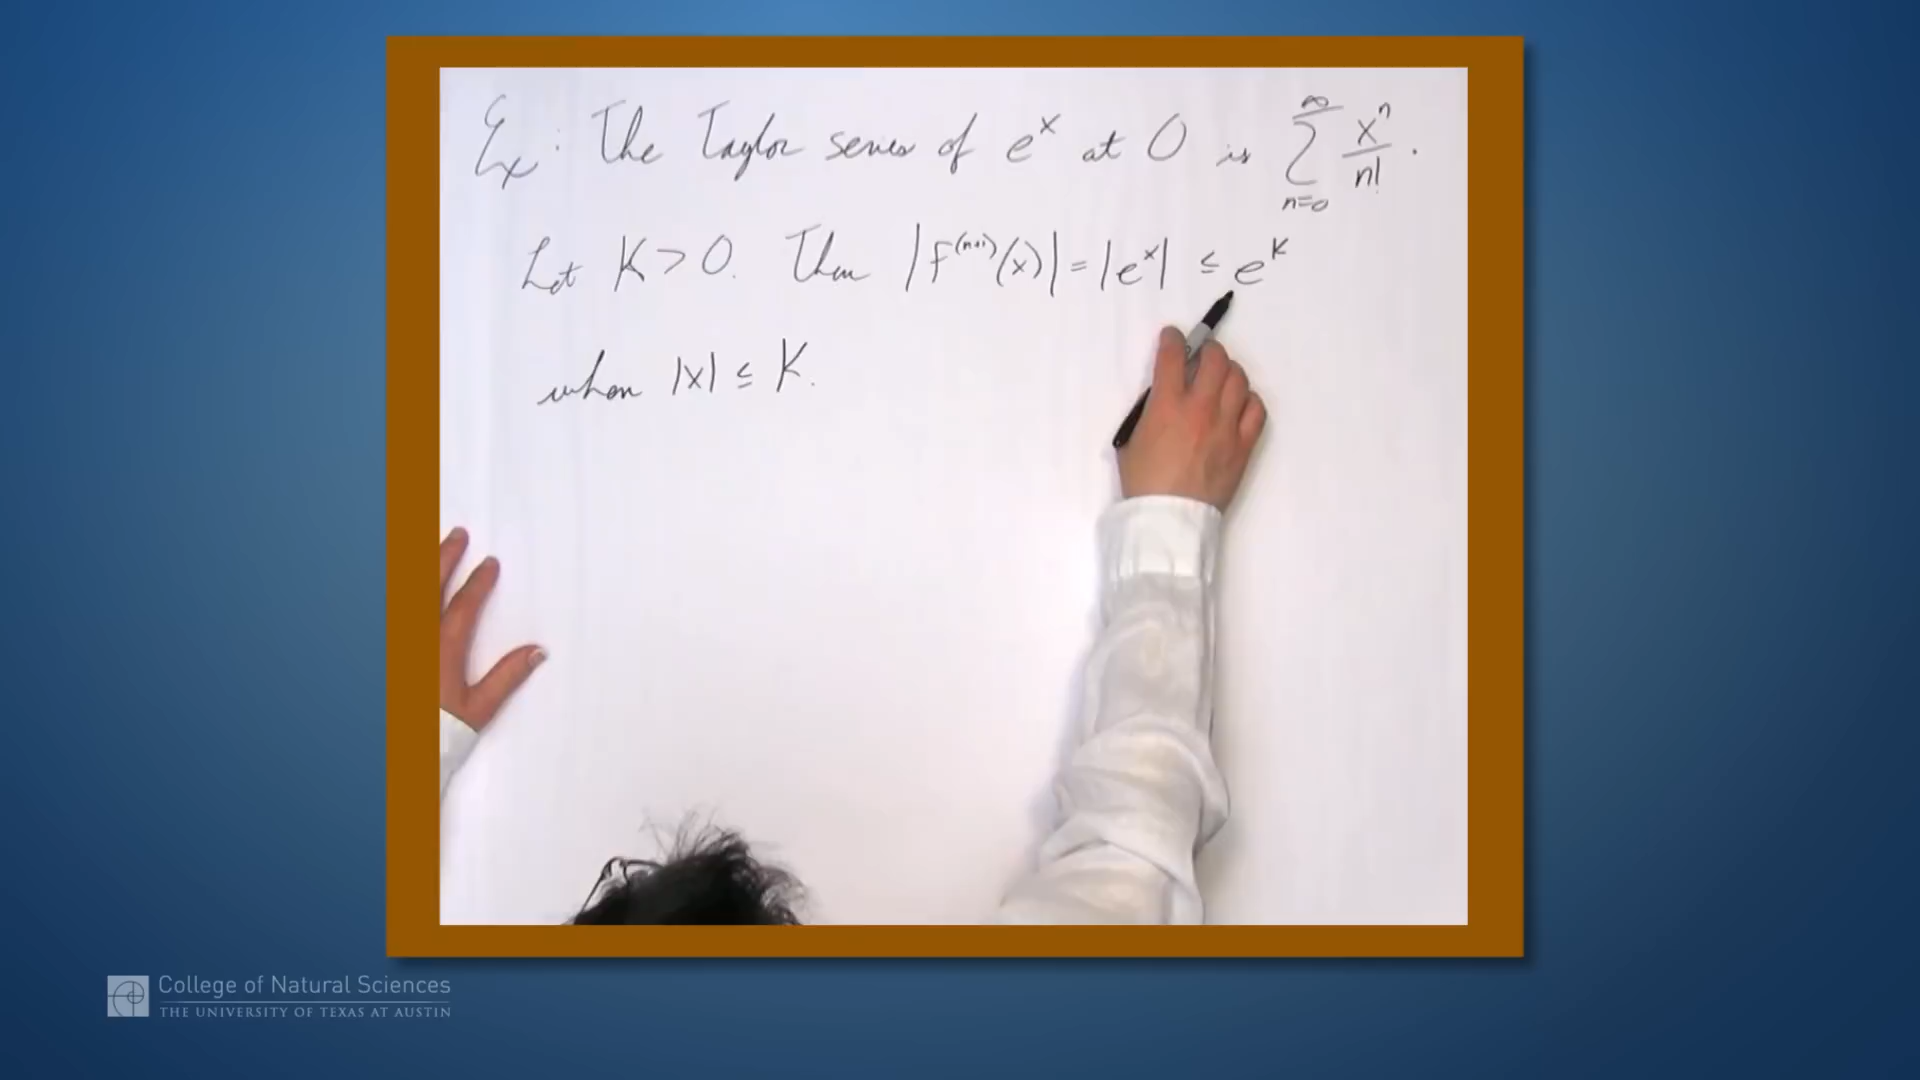 Ex: The Taylor series of e^x at 0 is ∑_{n=0}^{∞} x^n/n! .
Let K > 0. Then |f^{(n+1)}(x)| = |e^x| ≤ e^K
when |x| ≤ K.
College of Natural Sciences
THE UNIVERSITY OF TEXAS AT AUSTIN